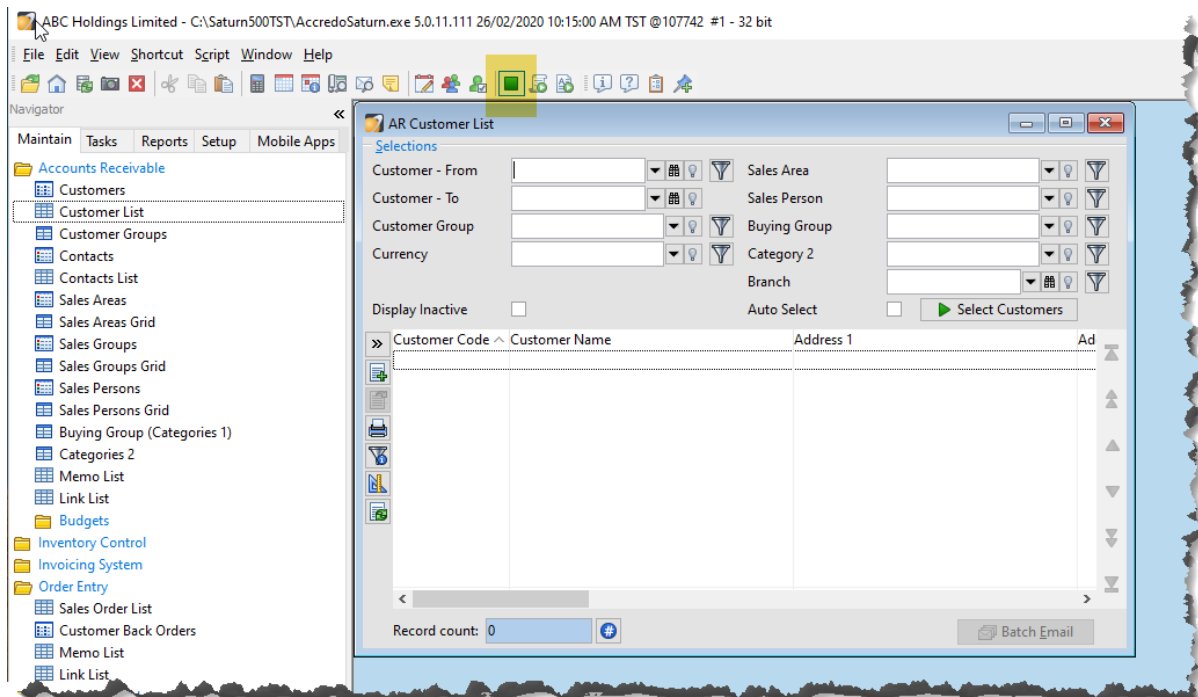 ABC Holdings Limited - C:\Saturn500TST\AccredoSaturn.exe 5.0.11.111 26/02/2020 10:15:00 AM TST @107742 #1 - 32 bit
File Edit View Shortcut Script Window Help
Navigator
Maintain Tasks Reports Setup Mobile Apps
Accounts Receivable
Customers
Customer List
Customer Groups
Contacts
Contacts List
Sales Areas
Sales Areas Grid
Sales Groups
Sales Groups Grid
Sales Persons
Sales Persons Grid
Buying Group (Categories 1)
Categories 2
Memo List
Link List
Budgets
Inventory Control
Invoicing System
Order Entry
Sales Order List
Customer Back Orders
Memo List
Link List
AR Customer List
Selections
Customer - From Sales Area
Customer - To Sales Person
Customer Group Buying Group
Currency Category 2
Branch
Display Inactive Auto Select Select Customers
Customer Code Customer Name Address 1 Ad
Record count: 0 # Batch Email